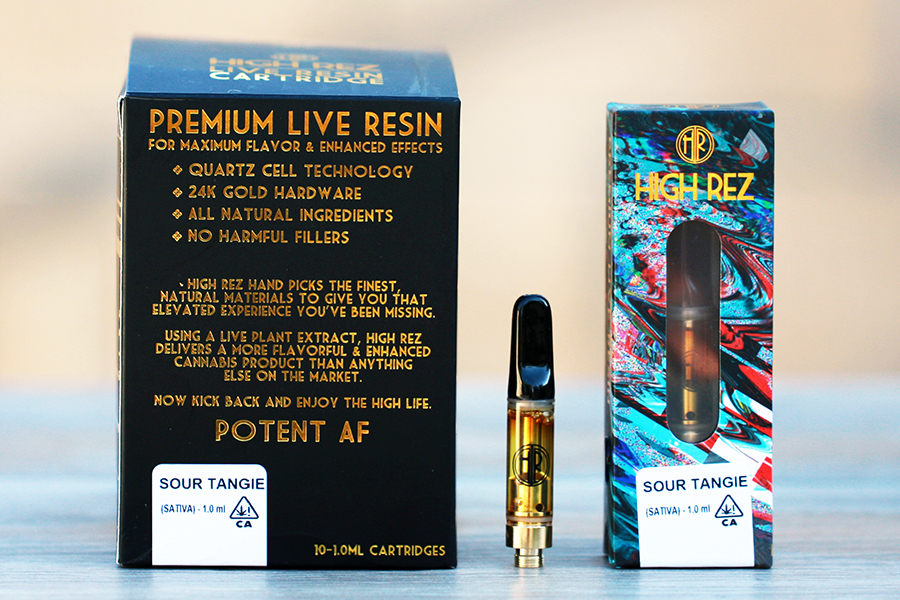 HIGH REZ
LIVE RESIN
CARTRIDGE
PREMIUM LIVE RESIN
FOR MAXIMUM FLAVOR & ENHANCED EFFECTS
❖ QUARTZ CELL TECHNOLOGY
❖ 24K GOLD HARDWARE
❖ ALL NATURAL INGREDIENTS
❖ NO HARMFUL FILLERS
HIGH REZ HAND PICKS THE FINEST,
NATURAL MATERIALS TO GIVE YOU THAT
ELEVATED EXPERIENCE YOU'VE BEEN MISSING.
USING A LIVE PLANT EXTRACT, HIGH REZ
DELIVERS A MORE FLAVORFUL & ENHANCED
CANNABIS PRODUCT THAN ANYTHING
ELSE ON THE MARKET.
NOW KICK BACK AND ENJOY THE HIGH LIFE.
POTENT AF
SOUR TANGIE
(SATIVA) - 1.0 ml
!
CA
10-1.0ML CARTRIDGES
HR
HR
HIGH REZ
SOUR TANGIE
(SATIVA) - 1.0 ml
!
CA